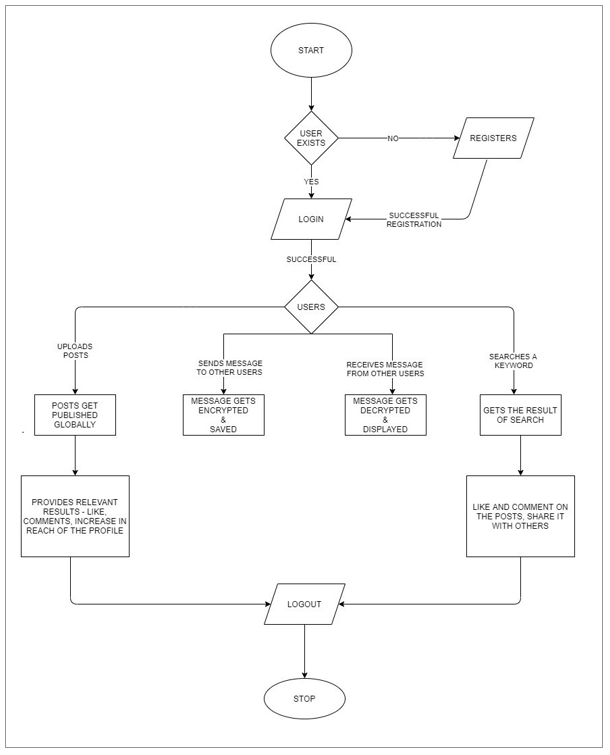 START
USER
EXISTS
NO
REGISTERS
YES
LOGIN
SUCCESSFUL
REGISTRATION
SUCCESSFUL
USERS
UPLOADS
POSTS
SENDS MESSAGE
TO OTHER USERS
RECEIVES MESSAGE
FROM OTHER USERS
SEARCHES A
KEYWORD
POSTS GET
PUBLISHED
GLOBALLY
MESSAGE GETS
ENCRYPTED
&
SAVED
MESSAGE GETS
DECRYPTED
&
DISPLAYED
GETS THE RESULT
OF SEARCH
PROVIDES RELEVANT
RESULTS - LIKE,
COMMENTS, INCREASE IN
REACH OF THE PROFILE
LIKE AND COMMENT ON
THE POSTS, SHARE IT
WITH OTHERS
LOGOUT
STOP